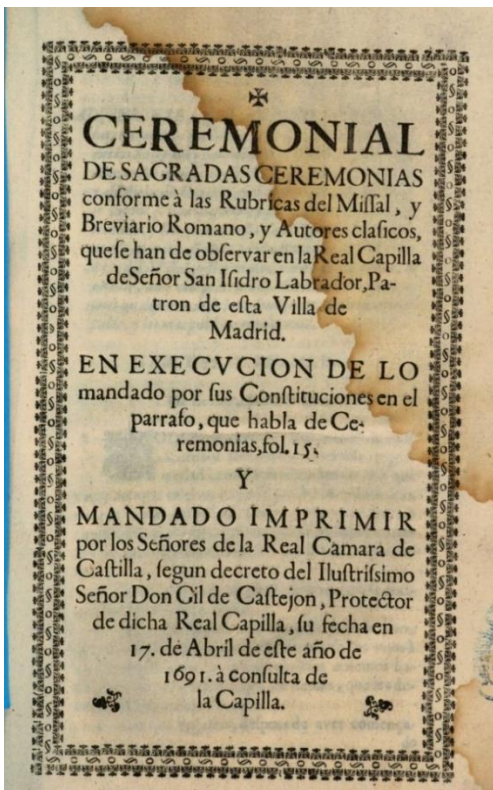 ✠
CEREMONIAL
DE SAGRADAS CEREMONIAS
conforme à las Rubricas del Miſſal, y
Breviario Romano, y Autores claſicos,
que ſe han de obſervar en la Real Capilla
de Señor San Iſidro Labrador, Pa-
tron de eſta Villa de
Madrid.
EN EXECVCION DE LO
mandado por ſus Conſtituciones en el
parrafo, que habla de Ce-
remonias, fol. 15.
Y
MANDADO IMPRIMIR
por los Señores de la Real Camara de
Caſtilla, ſegun decreto del Iluſtriſsimo
Señor Don Gil de Caſtejon, Protector
de dicha Real Capilla, ſu fecha en
17. de Abril de eſte año de
1691. à conſulta de
la Capilla.